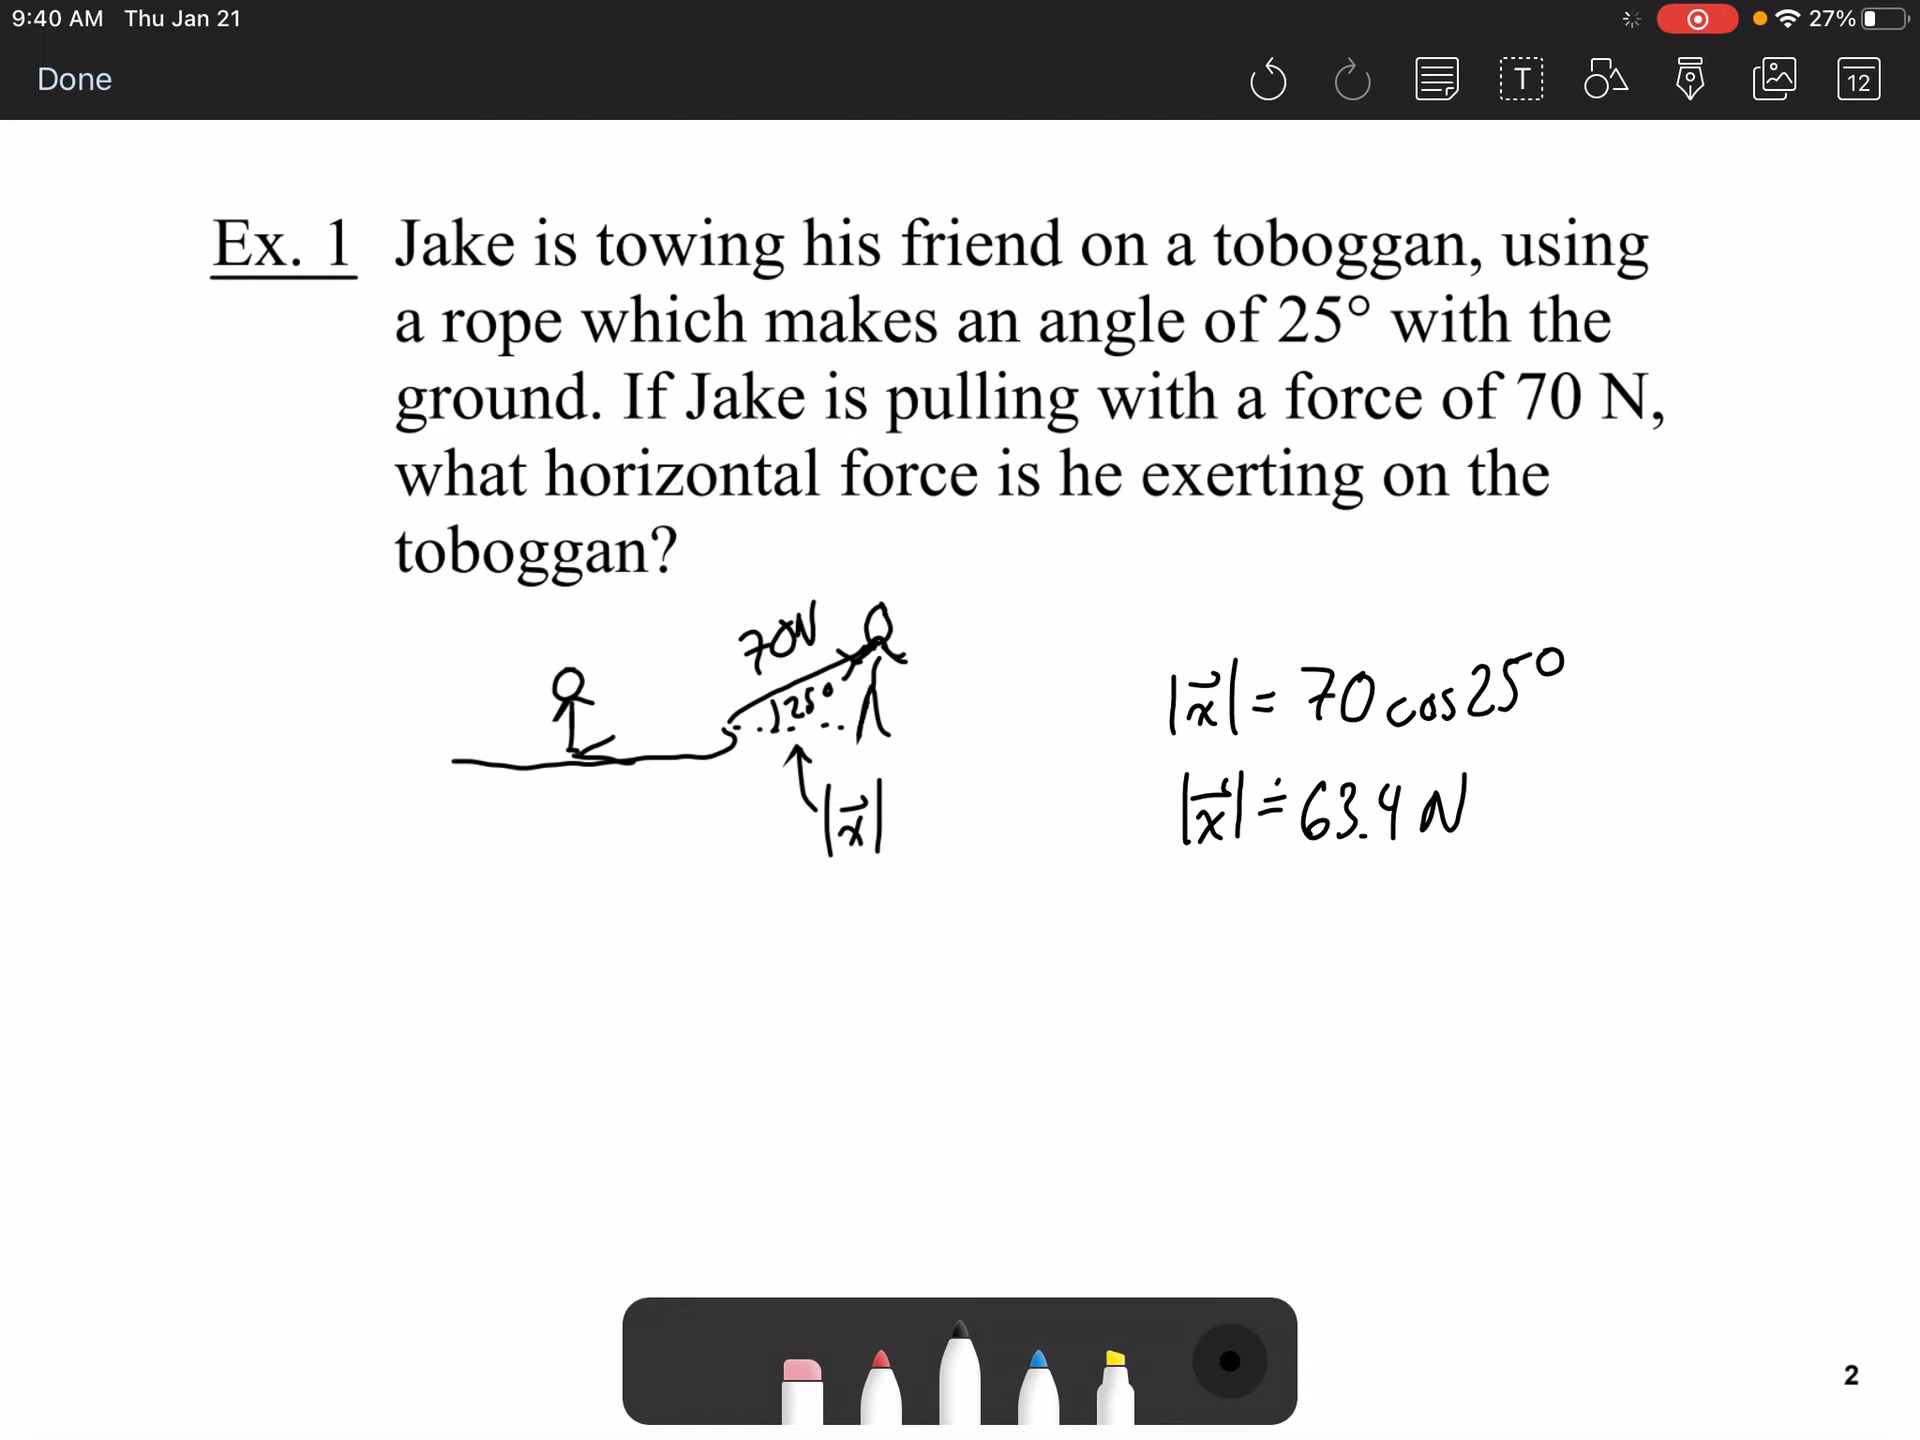 9:40 AM Thu Jan 21 27%
Done T 12
Ex. 1 Jake is towing his friend on a toboggan, using
a rope which makes an angle of 25° with the
ground. If Jake is pulling with a force of 70 N,
what horizontal force is he exerting on the
toboggan?
70N
25°
|x⃗|
|x⃗| = 70 cos 25°
|x⃗| ≐ 63.4 N
2